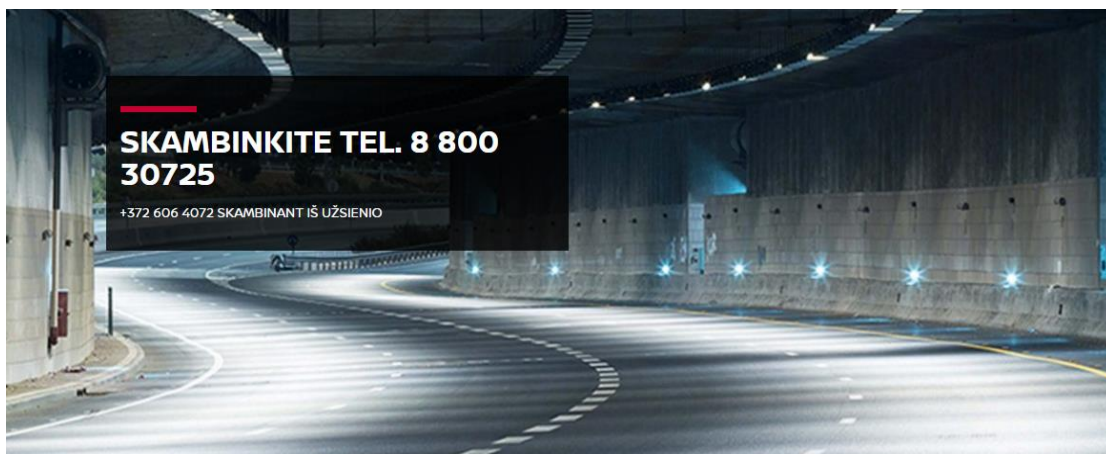 SKAMBINKITE TEL. 8 800
30725
+372 606 4072 SKAMBINANT IŠ UŽSIENIO